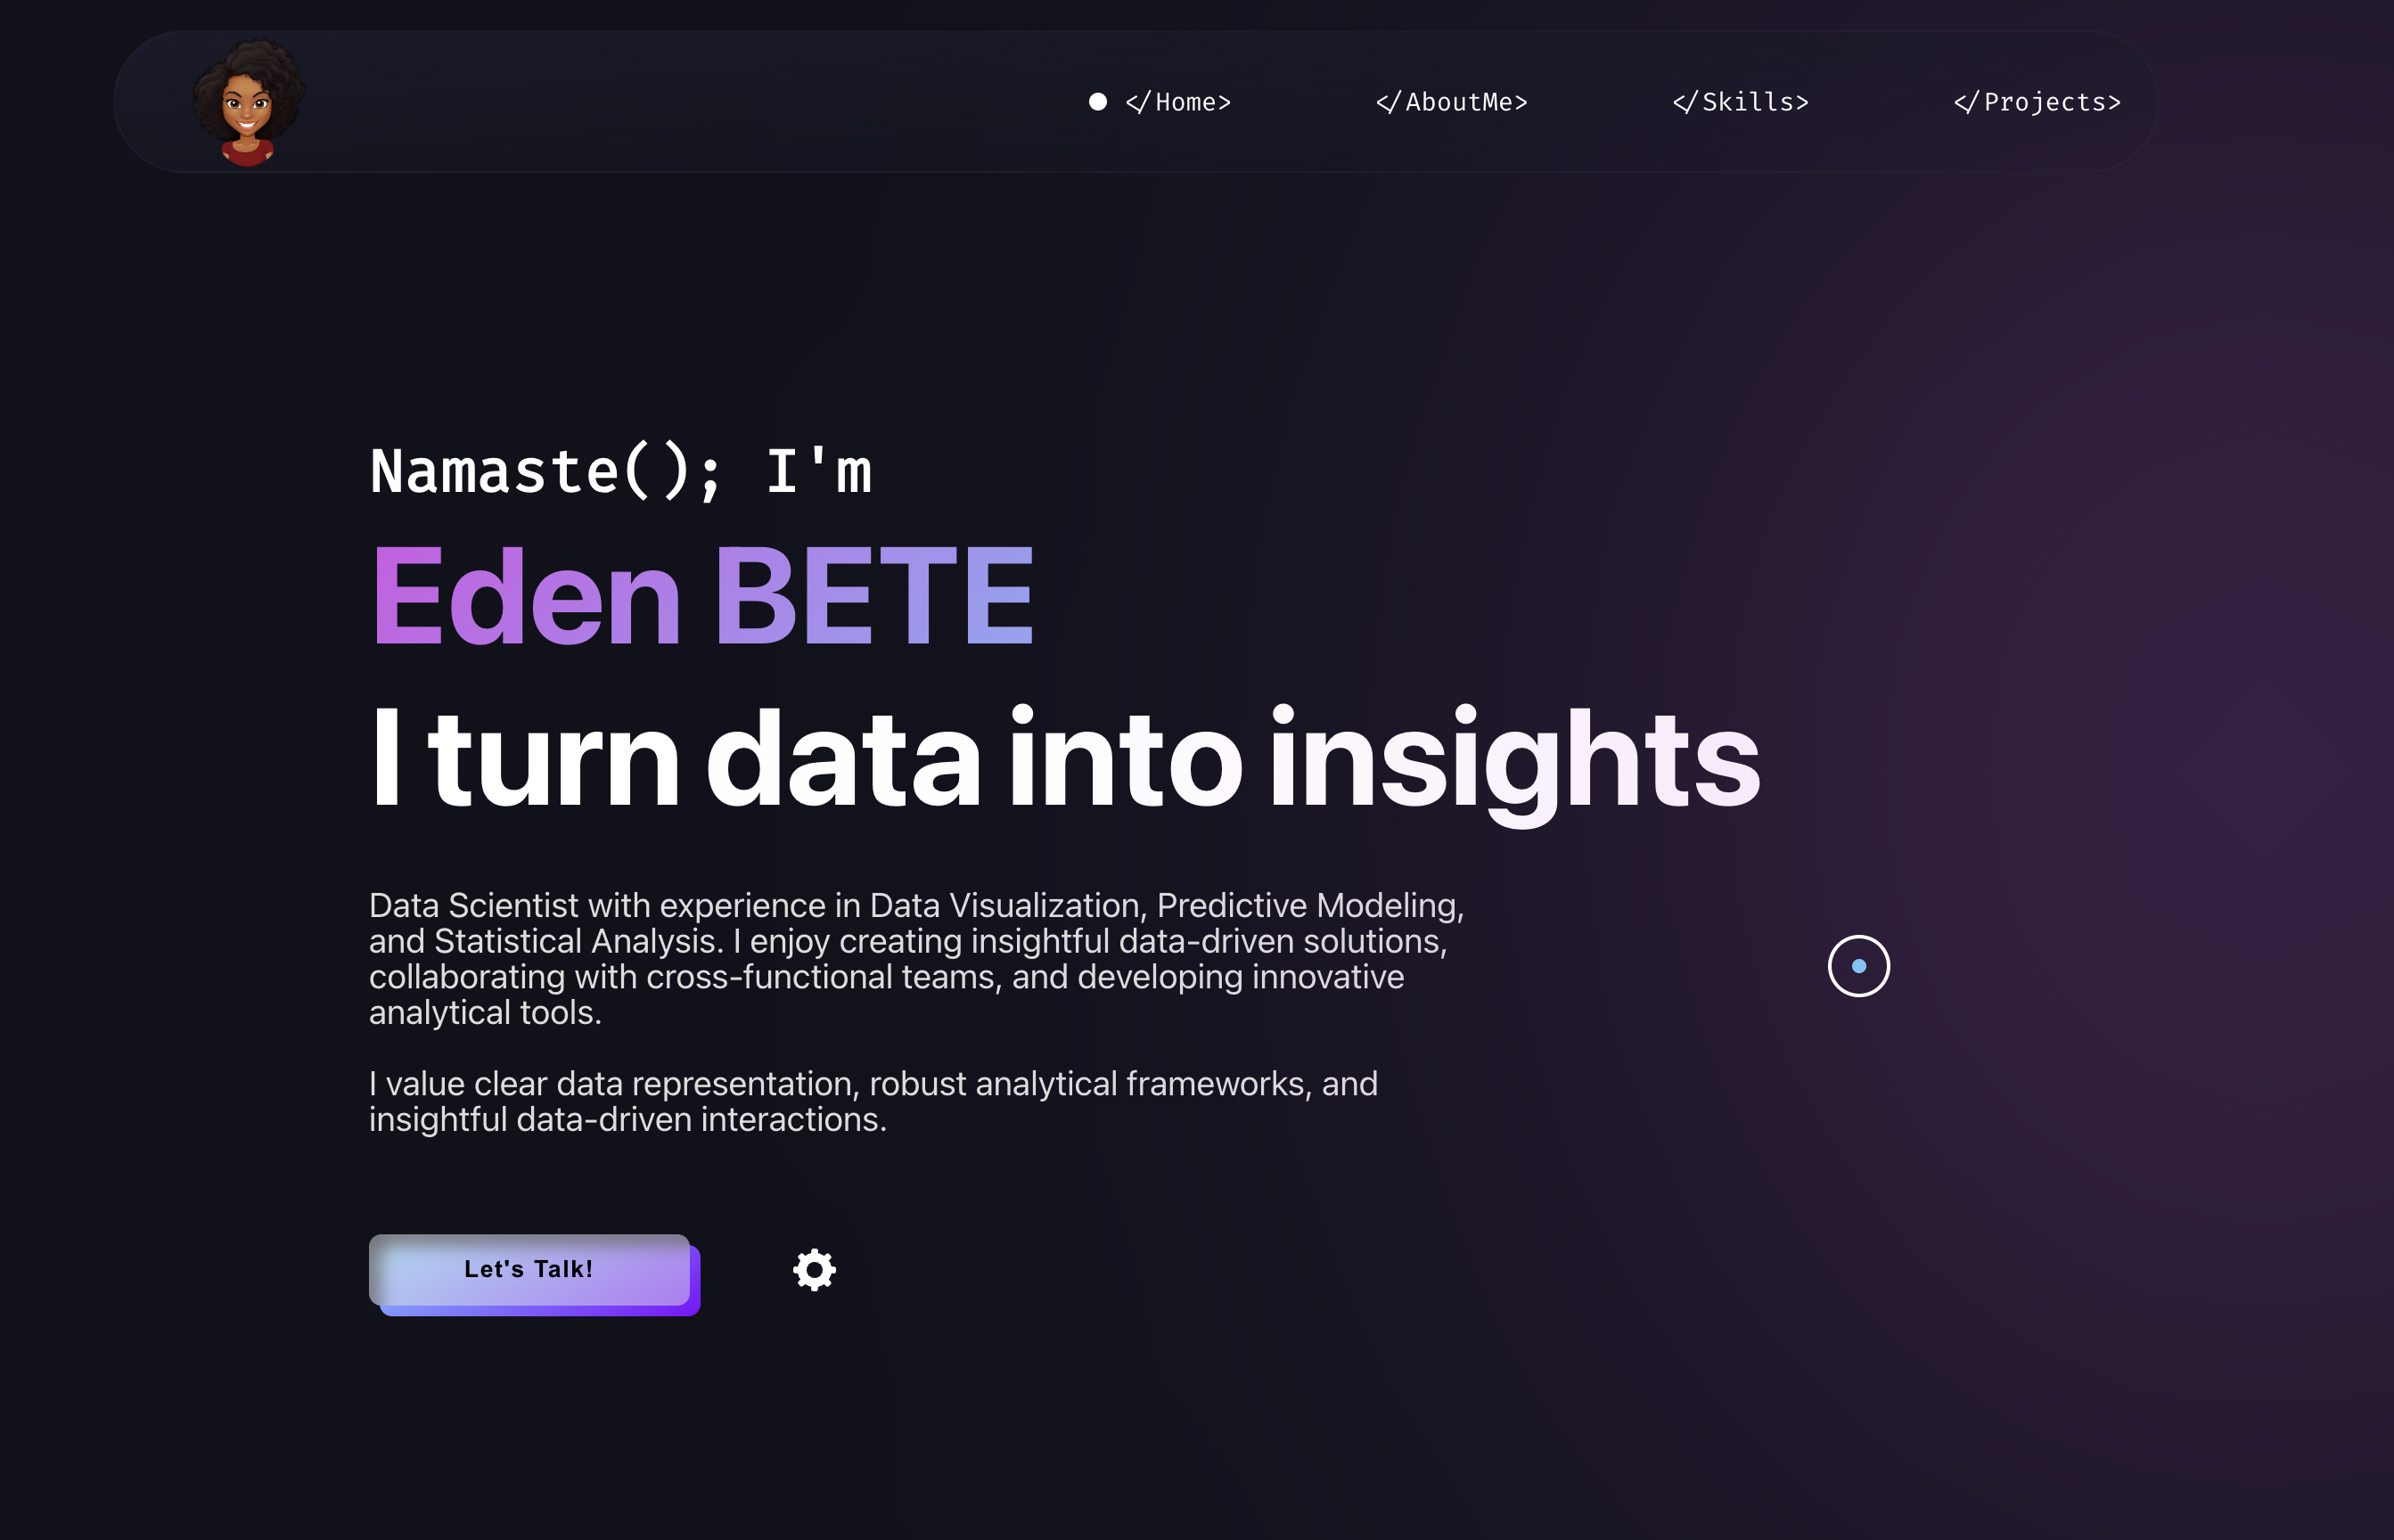 </Home>
</AboutMe>
</Skills>
</Projects>
Namaste(); I'm
Eden BETE
I turn data into insights
Data Scientist with experience in Data Visualization, Predictive Modeling,
and Statistical Analysis. I enjoy creating insightful data-driven solutions,
collaborating with cross-functional teams, and developing innovative
analytical tools.
I value clear data representation, robust analytical frameworks, and
insightful data-driven interactions.
Let's Talk!